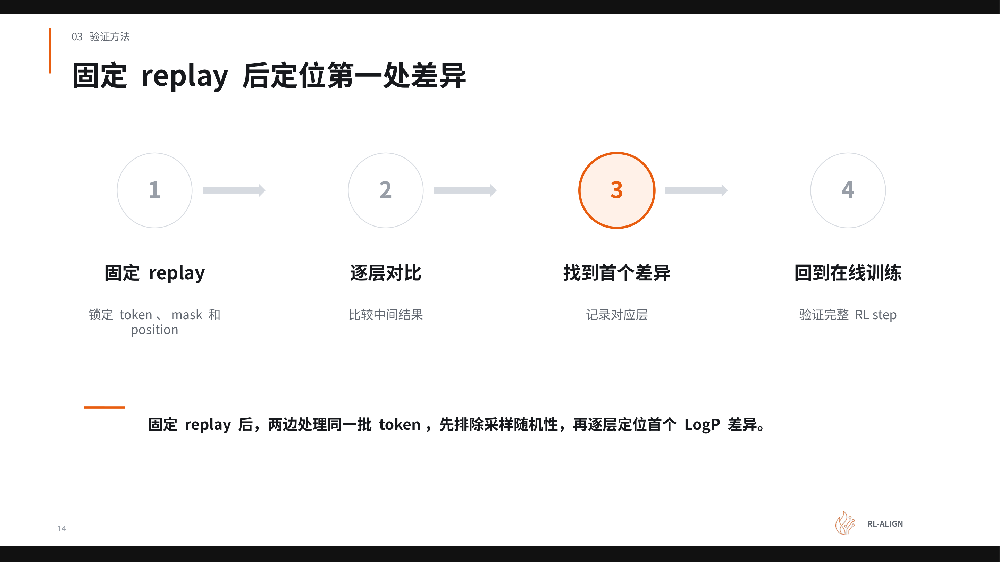 03 验证方法
固定 replay 后定位第一处差异
1
2
3
4
固定 replay
逐层对比
找到首个差异
回到在线训练
锁定 token 、 mask 和
position
比较中间结果
记录对应层
验证完整 RL step
固定 replay 后，两边处理同一批 token ，先排除采样随机性，再逐层定位首个 LogP 差异。
14
RL-ALIGN